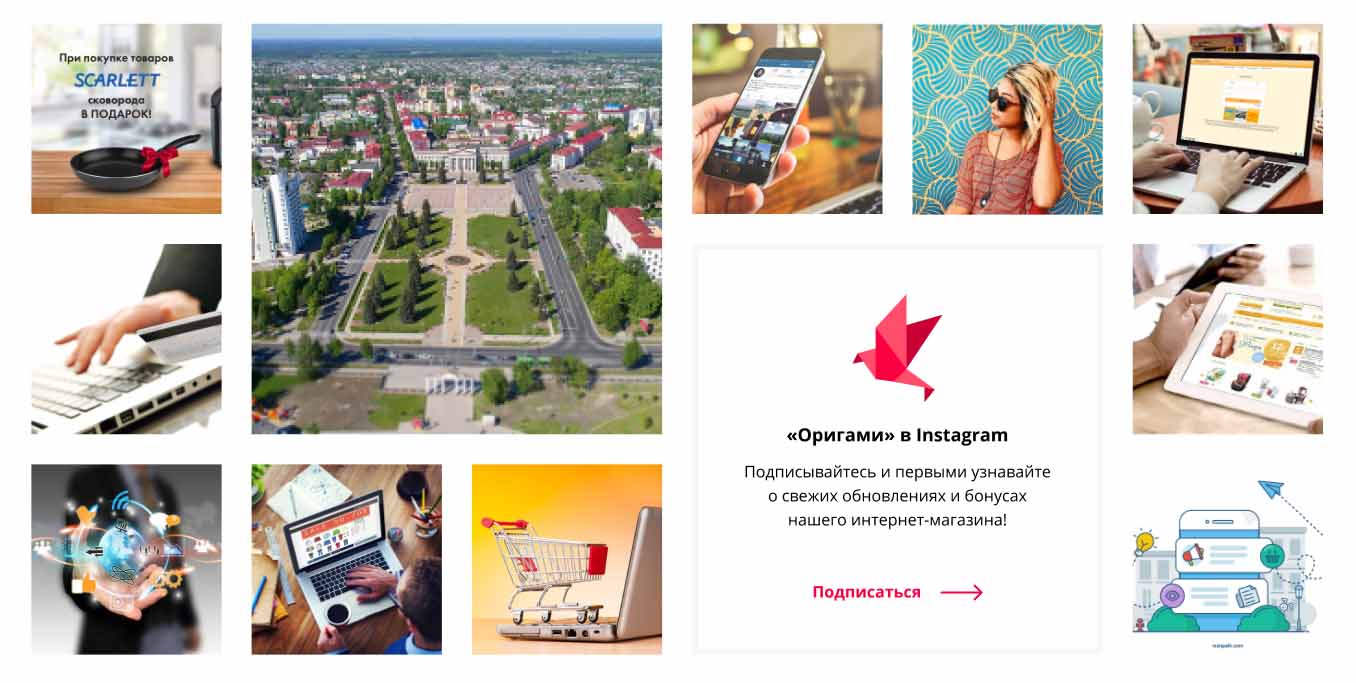 При покупке товаров
SCARLETT
сковорода
В ПОДАРОК!
«Оригами» в Instagram
Подписывайтесь и первыми узнавайте
о свежих обновлениях и бонусах
нашего интернет-магазина!
Подписаться